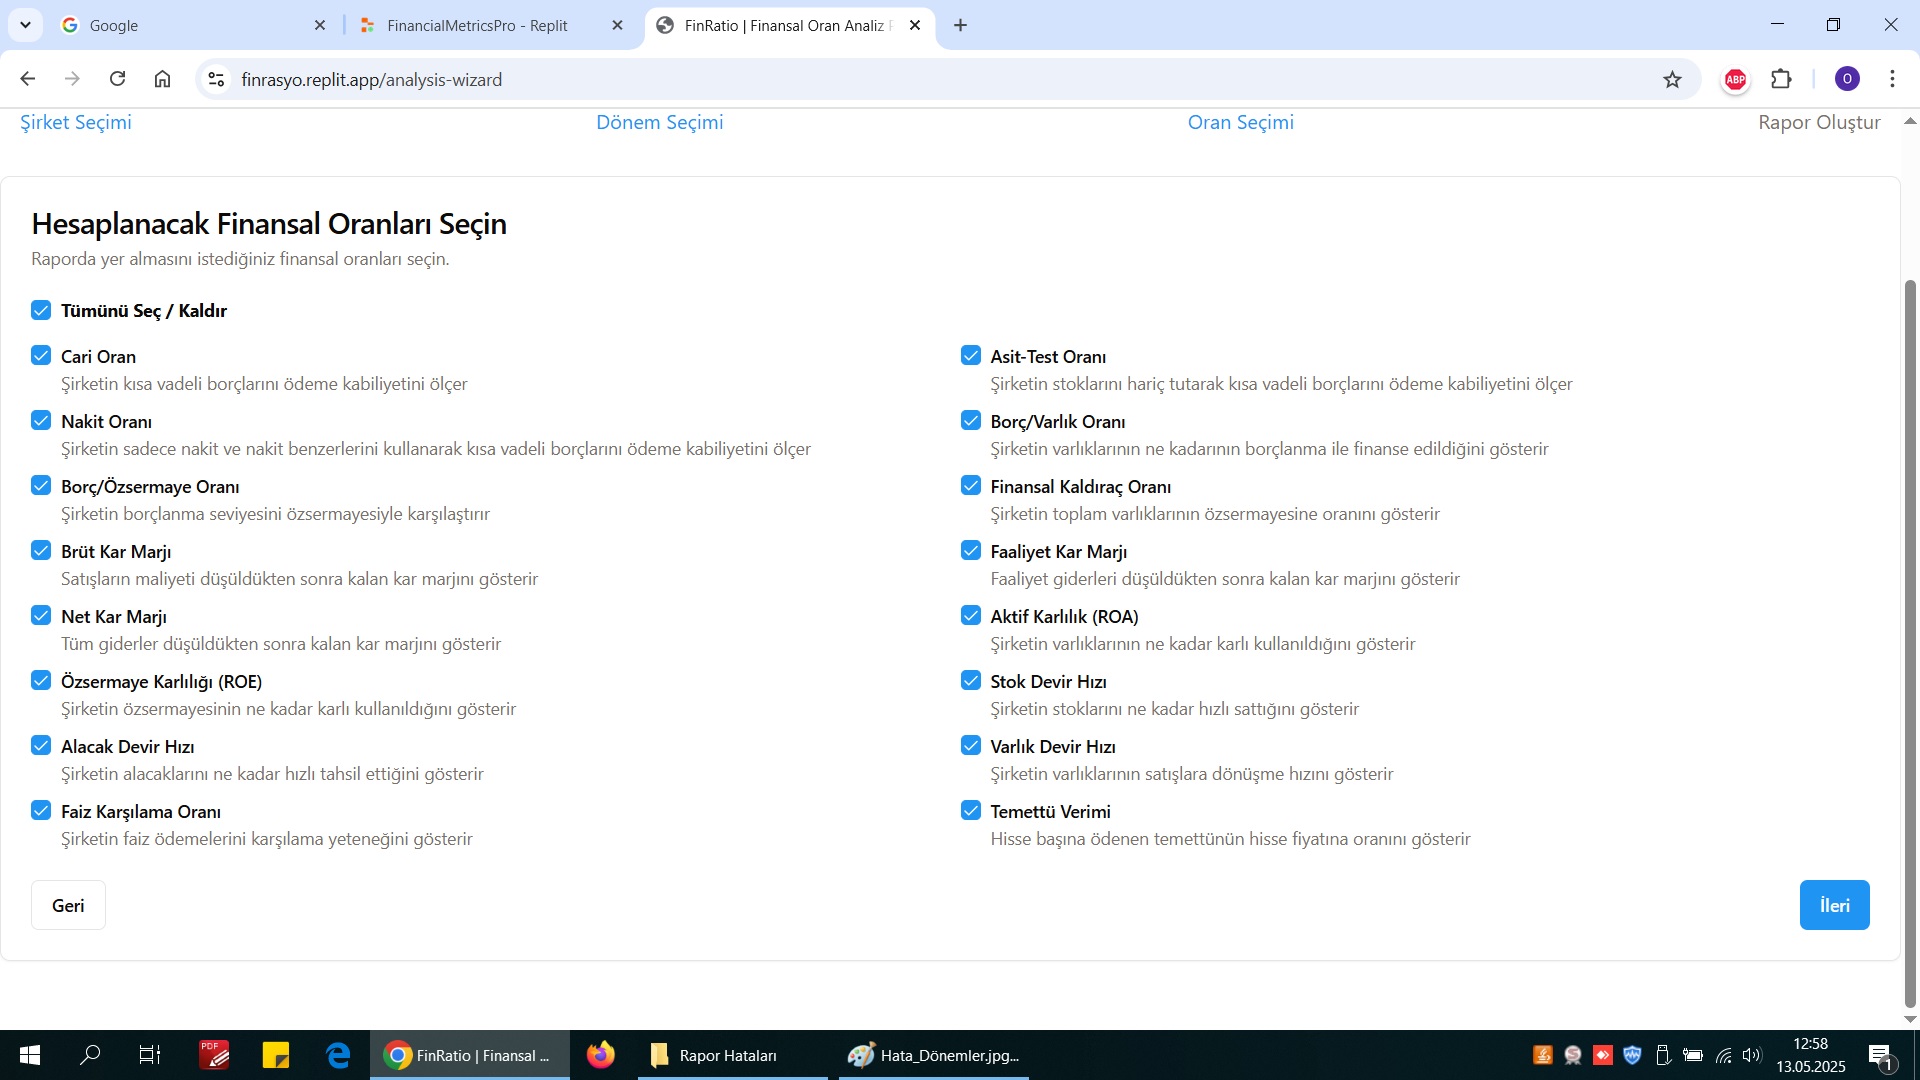 Google
FinancialMetricsPro - Replit
FinRatio | Finansal Oran Analiz
finrasyo.replit.app/analysis-wizard
ABP
O
Şirket Seçimi
Dönem Seçimi
Oran Seçimi
Rapor Oluştur
Hesaplanacak Finansal Oranları Seçin
Raporda yer almasını istediğiniz finansal oranları seçin.
Tümünü Seç / Kaldır
Cari Oran
Şirketin kısa vadeli borçlarını ödeme kabiliyetini ölçer
Asit-Test Oranı
Şirketin stoklarını hariç tutarak kısa vadeli borçlarını ödeme kabiliyetini ölçer
Nakit Oranı
Şirketin sadece nakit ve nakit benzerlerini kullanarak kısa vadeli borçlarını ödeme kabiliyetini ölçer
Borç/Varlık Oranı
Şirketin varlıklarının ne kadarının borçlanma ile finanse edildiğini gösterir
Borç/Özsermaye Oranı
Şirketin borçlanma seviyesini özsermayesiyle karşılaştırır
Finansal Kaldıraç Oranı
Şirketin toplam varlıklarının özsermayesine oranını gösterir
Brüt Kar Marjı
Satışların maliyeti düşüldükten sonra kalan kar marjını gösterir
Faaliyet Kar Marjı
Faaliyet giderleri düşüldükten sonra kalan kar marjını gösterir
Net Kar Marjı
Tüm giderler düşüldükten sonra kalan kar marjını gösterir
Aktif Karlılık (ROA)
Şirketin varlıklarının ne kadar karlı kullanıldığını gösterir
Özsermaye Karlılığı (ROE)
Şirketin özsermayesinin ne kadar karlı kullanıldığını gösterir
Stok Devir Hızı
Şirketin stoklarını ne kadar hızlı sattığını gösterir
Alacak Devir Hızı
Şirketin alacaklarını ne kadar hızlı tahsil ettiğini gösterir
Varlık Devir Hızı
Şirketin varlıklarının satışlara dönüşme hızını gösterir
Faiz Karşılama Oranı
Şirketin faiz ödemelerini karşılama yeteneğini gösterir
Temettü Verimi
Hisse başına ödenen temettünün hisse fiyatına oranını gösterir
Geri
İleri
PDF
FinRatio | Finansal ...
Rapor Hataları
Hata_Dönemler.jpg...
12:58
13.05.2025
1